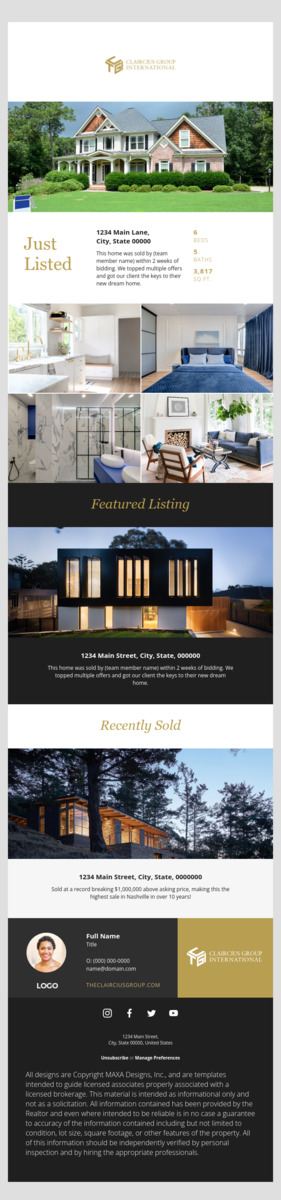 CLAIRCIUS GROUP
INTERNATIONAL
Just
Listed
1234 Main Lane,
City, State 00000
This home was sold by (team
member name) within 2 weeks of
bidding. We topped multiple offers
and got our client the keys to their
new dream home.
6
BEDS
5
BATHS
3,817
SQ FT.
Featured Listing
1234 Main Street, City, State, 000000
This home was sold by (team member name) within 2 weeks of bidding. We
topped multiple offers and got our client the keys to their new dream
home.
Recently Sold
1234 Main Street, City, State, 0000000
Sold at a record breaking $1,000,000 above asking price, making this the
highest sale in Nashville in over 10 years!
Full Name
Title
O: (000) 000-0000
name@domain.com
LOGO
THECLAIRCIUSGROUP.COM
CLAIRCIUS GROUP
INTERNATIONAL
1234 Main Street,
City, State 00000, United States
Unsubscribe or Manage Preferences
All designs are Copyright MAXA Designs, Inc., and are templates
intended to guide licensed associates properly associated with a
licensed brokerage. This material is intended as informational only and
not as a solicitation. All information contained has been provided by the
Realtor and even where intended to be reliable is in no case a guarantee
to accuracy of the information contained including but not limited to
condition, lot size, square footage, or other features of the property. All
of this information should be independently verified by personal
inspection and by hiring the appropriate professionals.